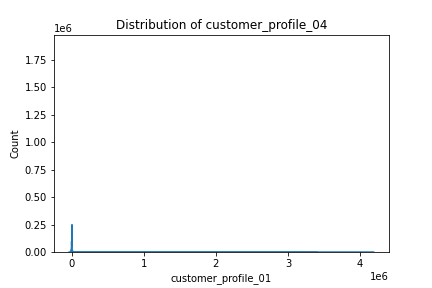 Distribution of customer_profile_04
1e6
1.75
1.50
1.25
1.00
0.75
0.50
0.25
0.00
Count
0 1 2 3 4
1e6
customer_profile_01